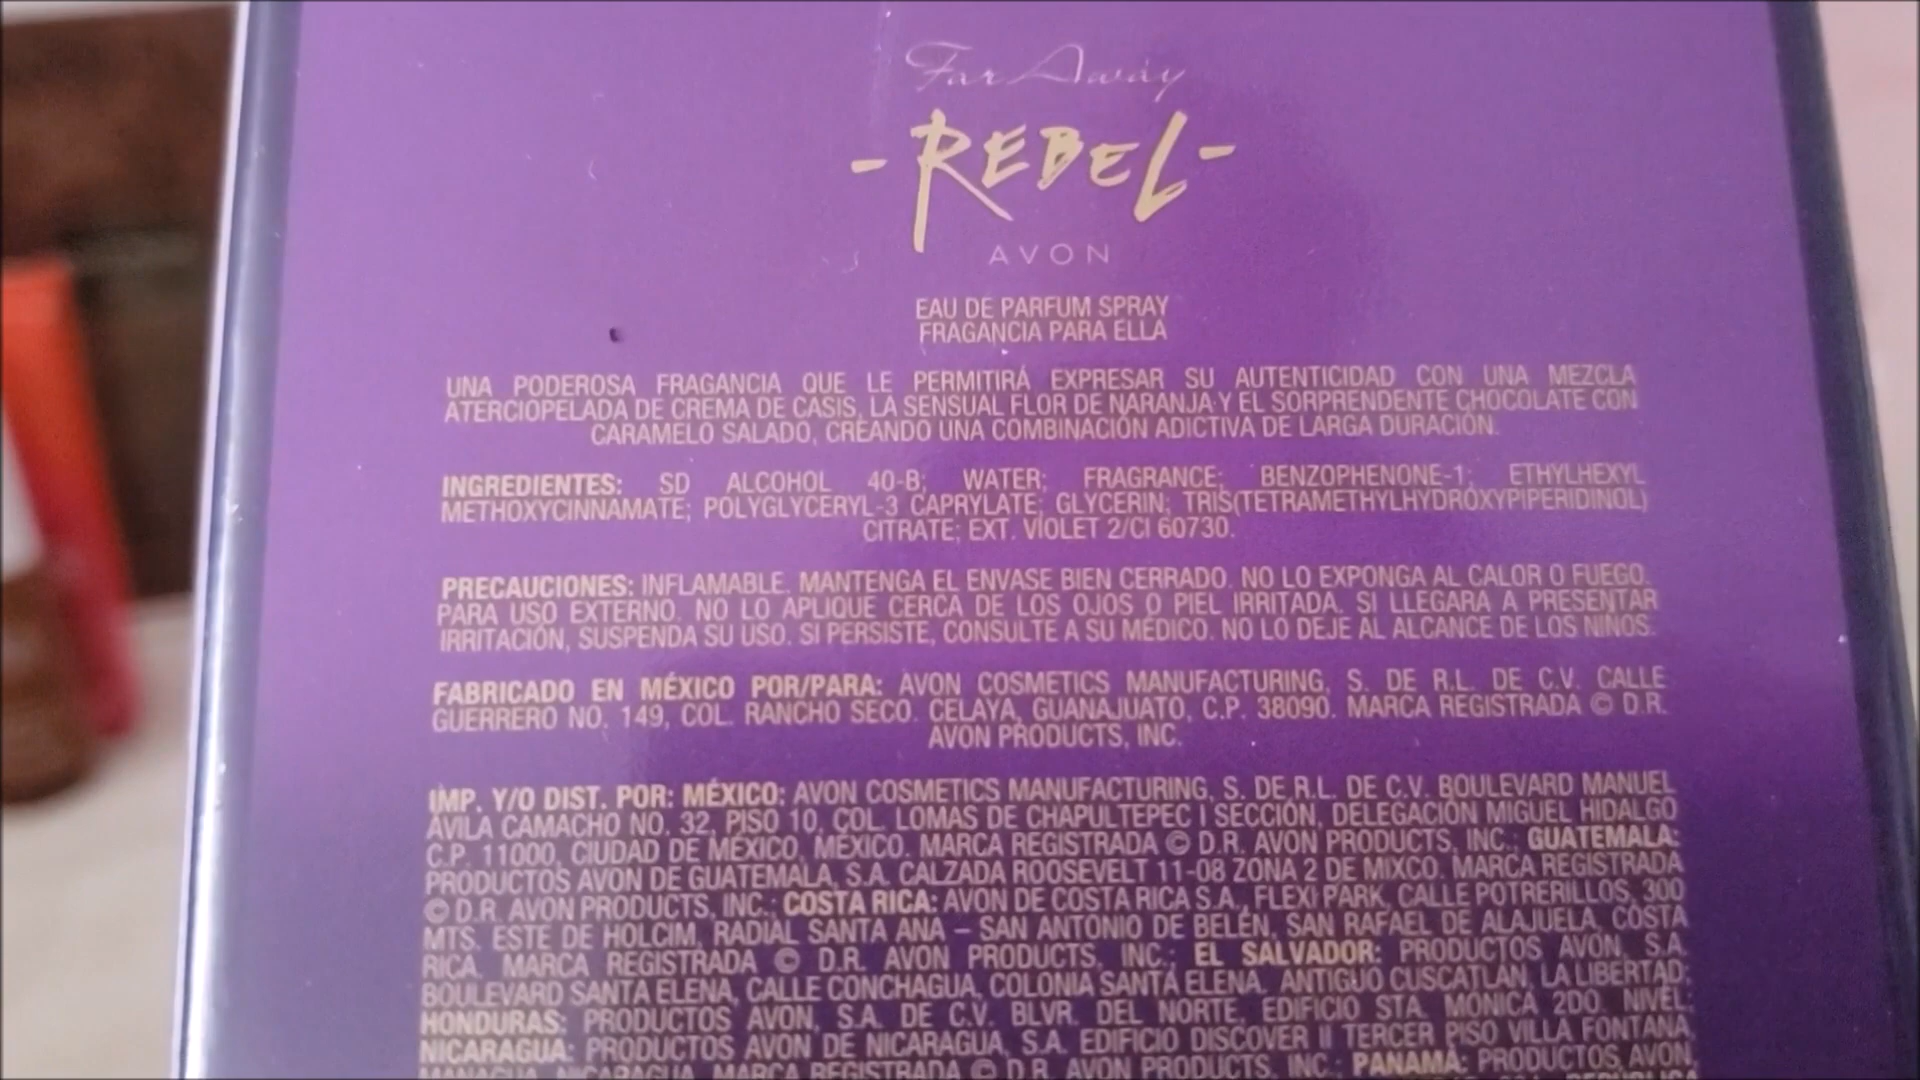 Far Away
-REBEL-
AVON
EAU DE PARFUM SPRAY
FRAGANCIA PARA ELLA
UNA PODEROSA FRAGANCIA QUE LE PERMITIRÁ EXPRESAR SU AUTENTICIDAD CON UNA MEZCLA
ATERCIOPELADA DE CREMA DE CASIS, LA SENSUAL FLOR DE NARANJA Y EL SORPRENDENTE CHOCOLATE CON
CARAMELO SALADO, CREANDO UNA COMBINACIÓN ADICTIVA DE LARGA DURACIÓN.
INGREDIENTES: SD ALCOHOL 40-B; WATER; FRAGRANCE; BENZOPHENONE-1; ETHYLHEXYL
METHOXYCINNAMATE; POLYGLYCERYL-3 CAPRYLATE; GLYCERIN; TRIS(TETRAMETHYLHYDROXYPIPERIDINOL)
CITRATE; EXT. VIOLET 2/CI 60730.
PRECAUCIONES: INFLAMABLE. MANTENGA EL ENVASE BIEN CERRADO. NO LO EXPONGA AL CALOR O FUEGO.
PARA USO EXTERNO. NO LO APLIQUE CERCA DE LOS OJOS O PIEL IRRITADA. SI LLEGARA A PRESENTAR
IRRITACIÓN, SUSPENDA SU USO. SI PERSISTE, CONSULTE A SU MÉDICO. NO LO DEJE AL ALCANCE DE LOS NIÑOS.
FABRICADO EN MÉXICO POR/PARA: AVON COSMETICS MANUFACTURING, S. DE R.L. DE C.V. CALLE
GUERRERO NO. 149, COL. RANCHO SECO. CELAYA, GUANAJUATO, C.P. 38090. MARCA REGISTRADA © D.R.
AVON PRODUCTS, INC.
IMP. Y/O DIST. POR: MÉXICO: AVON COSMETICS MANUFACTURING, S. DE R.L. DE C.V. BOULEVARD MANUEL
ÁVILA CAMACHO NO. 32, PISO 10, COL. LOMAS DE CHAPULTEPEC I SECCIÓN, DELEGACIÓN MIGUEL HIDALGO
C.P. 11000, CIUDAD DE MÉXICO, MÉXICO. MARCA REGISTRADA © D.R. AVON PRODUCTS, INC.; GUATEMALA:
PRODUCTOS AVON DE GUATEMALA, S.A. CALZADA ROOSEVELT 11-08 ZONA 2 DE MIXCO. MARCA REGISTRADA
© D.R. AVON PRODUCTS, INC.; COSTA RICA: AVON DE COSTA RICA S.A., FLEXI PARK, CALLE POTRERILLOS, 300
MTS. ESTE DE HOLCIM, RADIAL SANTA ANA – SAN ANTONIO DE BELÉN, SAN RAFAEL DE ALAJUELA, COSTA
RICA. MARCA REGISTRADA © D.R. AVON PRODUCTS, INC.; EL SALVADOR: PRODUCTOS AVON, S.A.
BOULEVARD SANTA ELENA, CALLE CONCHAGUA, COLONIA SANTA ELENA, ANTIGUO CUSCATLÁN, LA LIBERTAD;
HONDURAS: PRODUCTOS AVON, S.A. DE C.V. BLVR. DEL NORTE, EDIFICIO STA. MÓNICA 2DO. NIVEL;
NICARAGUA: PRODUCTOS AVON DE NICARAGUA, S.A. EDIFICIO DISCOVER II TERCER PISO VILLA FONTANA,
MANAGUA, NICARAGUA. MARCA REGISTRADA © D.R. AVON PRODUCTS, INC.; PANAMÁ: PRODUCTOS AVON,